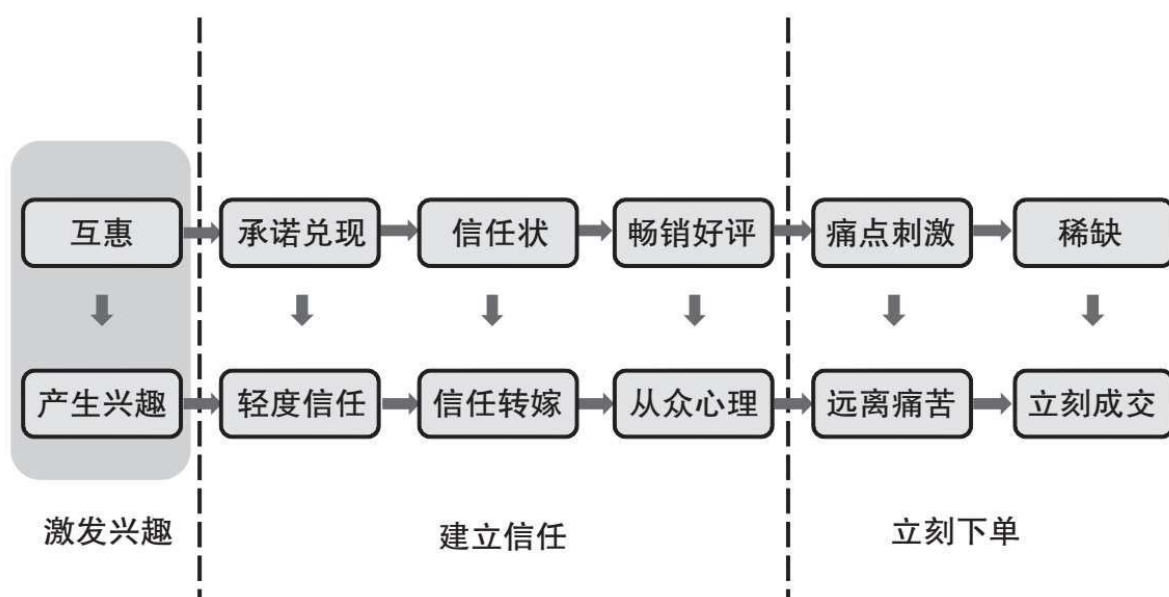 互惠
承诺兑现
信任状
畅销好评
痛点刺激
稀缺
产生兴趣
轻度信任
信任转嫁
从众心理
远离痛苦
立刻成交
激发兴趣
建立信任
立刻下单